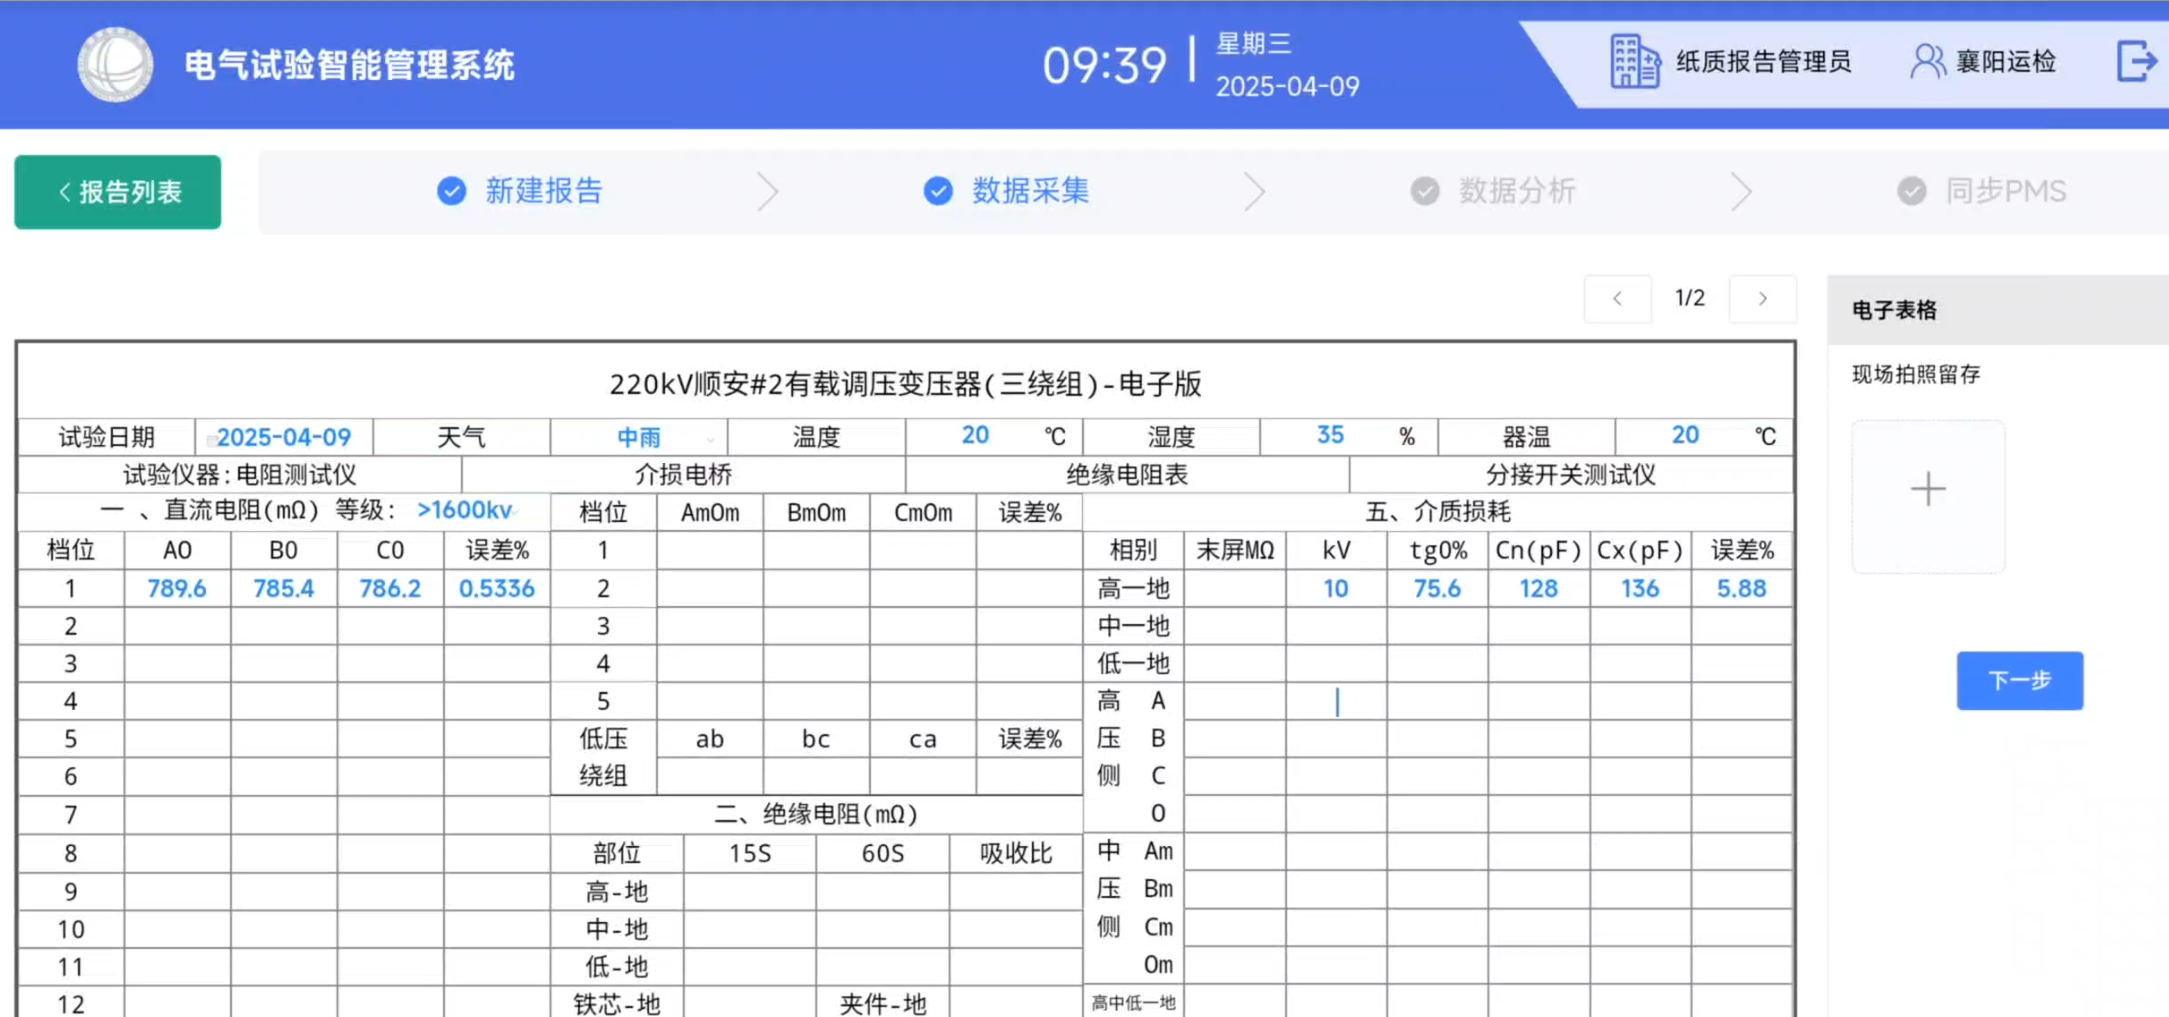 电气试验智能管理系统
09:39 星期三
2025-04-09
纸质报告管理员 襄阳运检
<报告列表 新建报告 数据采集 数据分析 同步PMS
1/2
电子表格
现场拍照留存
下一步
220kV顺安#2有载调压变压器(三绕组)-电子版
试验日期 2025-04-09 天气 中雨 温度 20 ℃ 湿度 35 % 器温 20 ℃
试验仪器:电阻测试仪 介损电桥 绝缘电阻表 分接开关测试仪
一 、直流电阻(mΩ) 等级: >1600kv 档位 AmOm BmOm CmOm 误差% 五、介质损耗
档位 AO BO CO 误差% 1 相别 末屏MΩ kV tgO% Cn(pF) Cx(pF) 误差%
1 789.6 785.4 786.2 0.5336 2 高一地 10 75.6 128 136 5.88
2 3 中一地
3 4 低一地
4 5 高 A
5 低压 ab bc ca 误差% 压 B
6 绕组 侧 C
7 二、绝缘电阻(mΩ) O
8 部位 15S 60S 吸收比 中 Am
9 高-地 压 Bm
10 中-地 侧 Cm
11 低-地 Om
12 铁芯-地 夹件-地 高中低一地